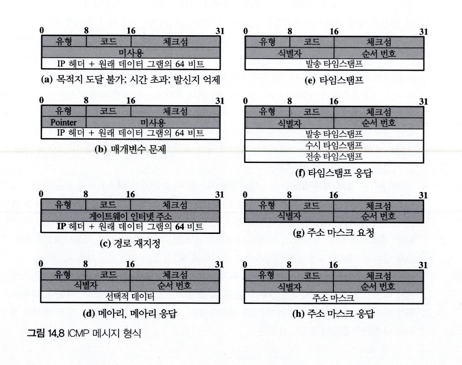 0 8 16 31
유형 코드 체크섬
미사용
IP 헤더 + 원래 데이터 그램의 64 비트
(a) 목적지 도달 불가; 시간 초과; 발신지 억제
0 8 16 31
유형 코드 체크섬
Pointer 미사용
IP 헤더 + 원래 데이터 그램의 64 비트
(b) 매개변수 문제
0 8 16 31
유형 코드 체크섬
게이트웨이 인터넷 주소
IP 헤더 + 원래 데이터 그램의 64 비트
(c) 경로 재지정
0 8 16 31
유형 코드 체크섬
식별자 순서 번호
선택적 데이터
(d) 메아리, 메아리 응답
0 8 16 31
유형 코드 체크섬
식별자 순서 번호
발송 타임스탬프
(e) 타임스탬프
0 8 16 31
유형 코드 체크섬
식별자 순서 번호
발송 타임스탬프
수시 타임스탬프
전송 타임스탬프
(f) 타임스탬프 응답
0 8 16 31
유형 코드 체크섬
식별자 순서 번호
(g) 주소 마스크 요청
0 8 16 31
유형 코드 체크섬
식별자 순서 번호
주소 마스크
(h) 주소 마스크 응답
그림 14.8 ICMP 메시지 형식